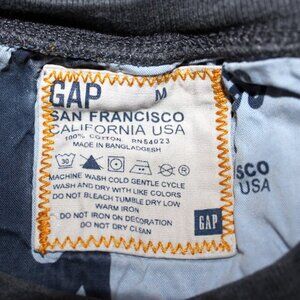 GAP M
SAN FRANCISCO
CALIFORNIA USA
100% COTTON RN54023
MADE IN BANGLADGESH
30
MACHINE WASH COLD GENTLE CYCLE
WASH AND DRY WITH LIKE COLORS
DO NOT BLEACH TUMBLE DRY LOW
WARM IRON
DO NOT IRON ON DECORATION
DO NOT DRY CLEAN
GAP
SCO
USA